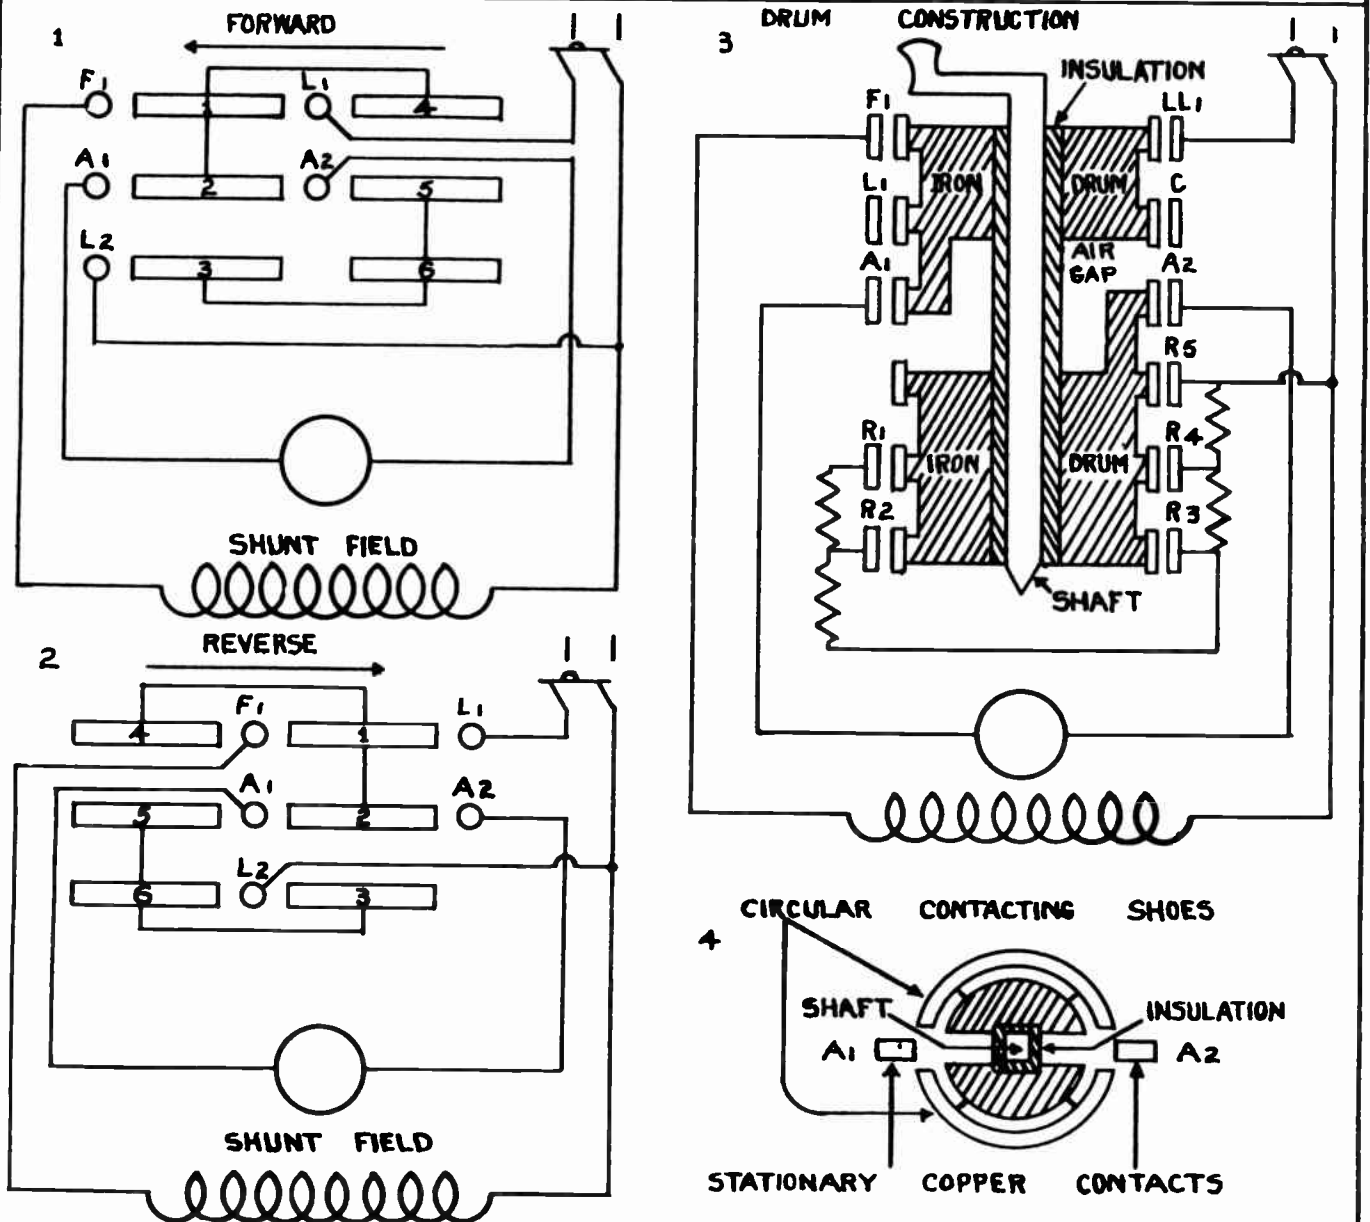 1
FORWARD
F1 1 L1 4
A1 2 A2 5
L2 3 6
SHUNT FIELD
2
REVERSE
4 F1 1 L1
5 A1 2 A2
6 L2 3
SHUNT FIELD
3
DRUM CONSTRUCTION
INSULATION
F1 LL1
L1 IRON DRUM C
A1 AIR GAP A2
R5
R1 IRON DRUM R4
R2 R3
SHAFT
4
CIRCULAR CONTACTING SHOES
SHAFT INSULATION
A1 A2
STATIONARY COPPER CONTACTS